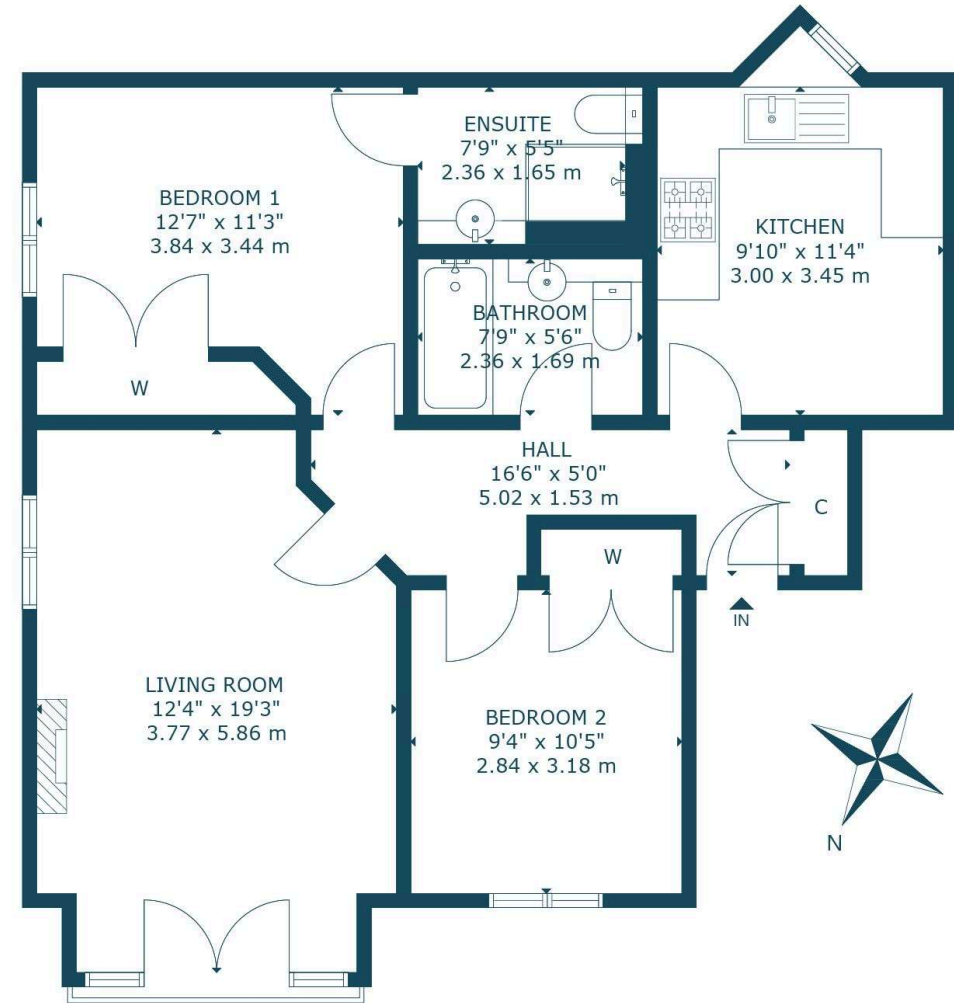 ENSUITE
7'9" x 5'5"
2.36 x 1.65 m
BEDROOM 1
12'7" x 11'3"
3.84 x 3.44 m
KITCHEN
9'10" x 11'4"
3.00 x 3.45 m
BATHROOM
7'9" x 5'6"
2.36 x 1.69 m
W
HALL
16'6" x 5'0"
5.02 x 1.53 m
C
W
IN
LIVING ROOM
12'4" x 19'3"
3.77 x 5.86 m
BEDROOM 2
9'4" x 10'5"
2.84 x 3.18 m
N